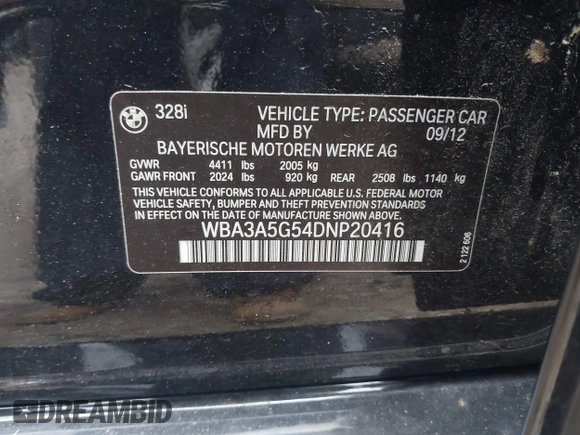 328i VEHICLE TYPE: PASSENGER CAR
MFD BY 09/12
BAYERISCHE MOTOREN WERKE AG
GVWR 4411 lbs 2005 kg
GAWR FRONT 2024 lbs 920 kg REAR 2508 lbs 1140 kg
THIS VEHICLE CONFORMS TO ALL APPLICABLE U.S. FEDERAL MOTOR
VEHICLE SAFETY, BUMPER AND THEFT PREVENTION STANDARDS
IN EFFECT ON THE DATE OF MANUFACTURE SHOWN ABOVE.
WBA3A5G54DNP20416
2 122 606
DREAMBID